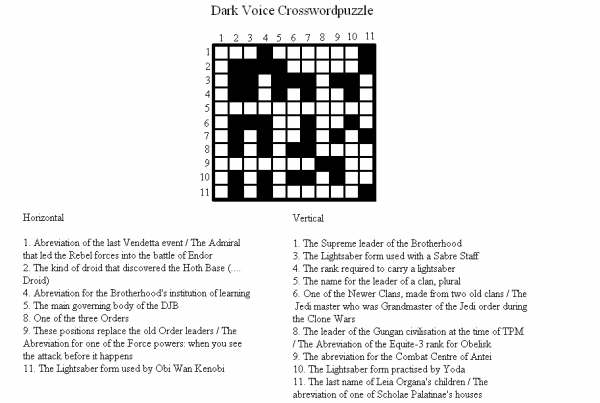 Dark Voice Crosswordpuzzle
1 2 3 4 5 6 7 8 9 10 11
1
2
3
4
5
6
7
8
9
10
11
Horizontal
1. Abreviation of the last Vendetta event / The Admiral
that led the Rebel forces into the battle of Endor
2. The kind of droid that discovered the Hoth Base (....
Droid)
4. Abreviation for the Brotherhood's institution of learning
5. The main governing body of the DJB
8. One of the three Orders
9. These positions replace the old Order leaders / The
Abreviation for one of the Force powers: when you see
the attack before it happens
11. The Lightsaber form used by Obi Wan Kenobi
Vertical
1. The Supreme leader of the Brotherhood
3. The Lightsaber form used with a Sabre Staff
4. The rank required to carry a lightsaber
5. The name for the leader of a clan, plural
6. One of the Newer Clans, made from two old clans / The
Jedi master who was Grandmaster of the Jedi order during
the Clone Wars
8. The leader of the Gungan civilisation at the time of TPM
/ The Abreviation of the Equite-3 rank for Obelisk
9. The abreviation for the Combat Centre of Antei
10. The Lightsaber form practised by Yoda
11. The last name of Leia Organa's children / The
abreviation of one of Scholae Palatinae's houses